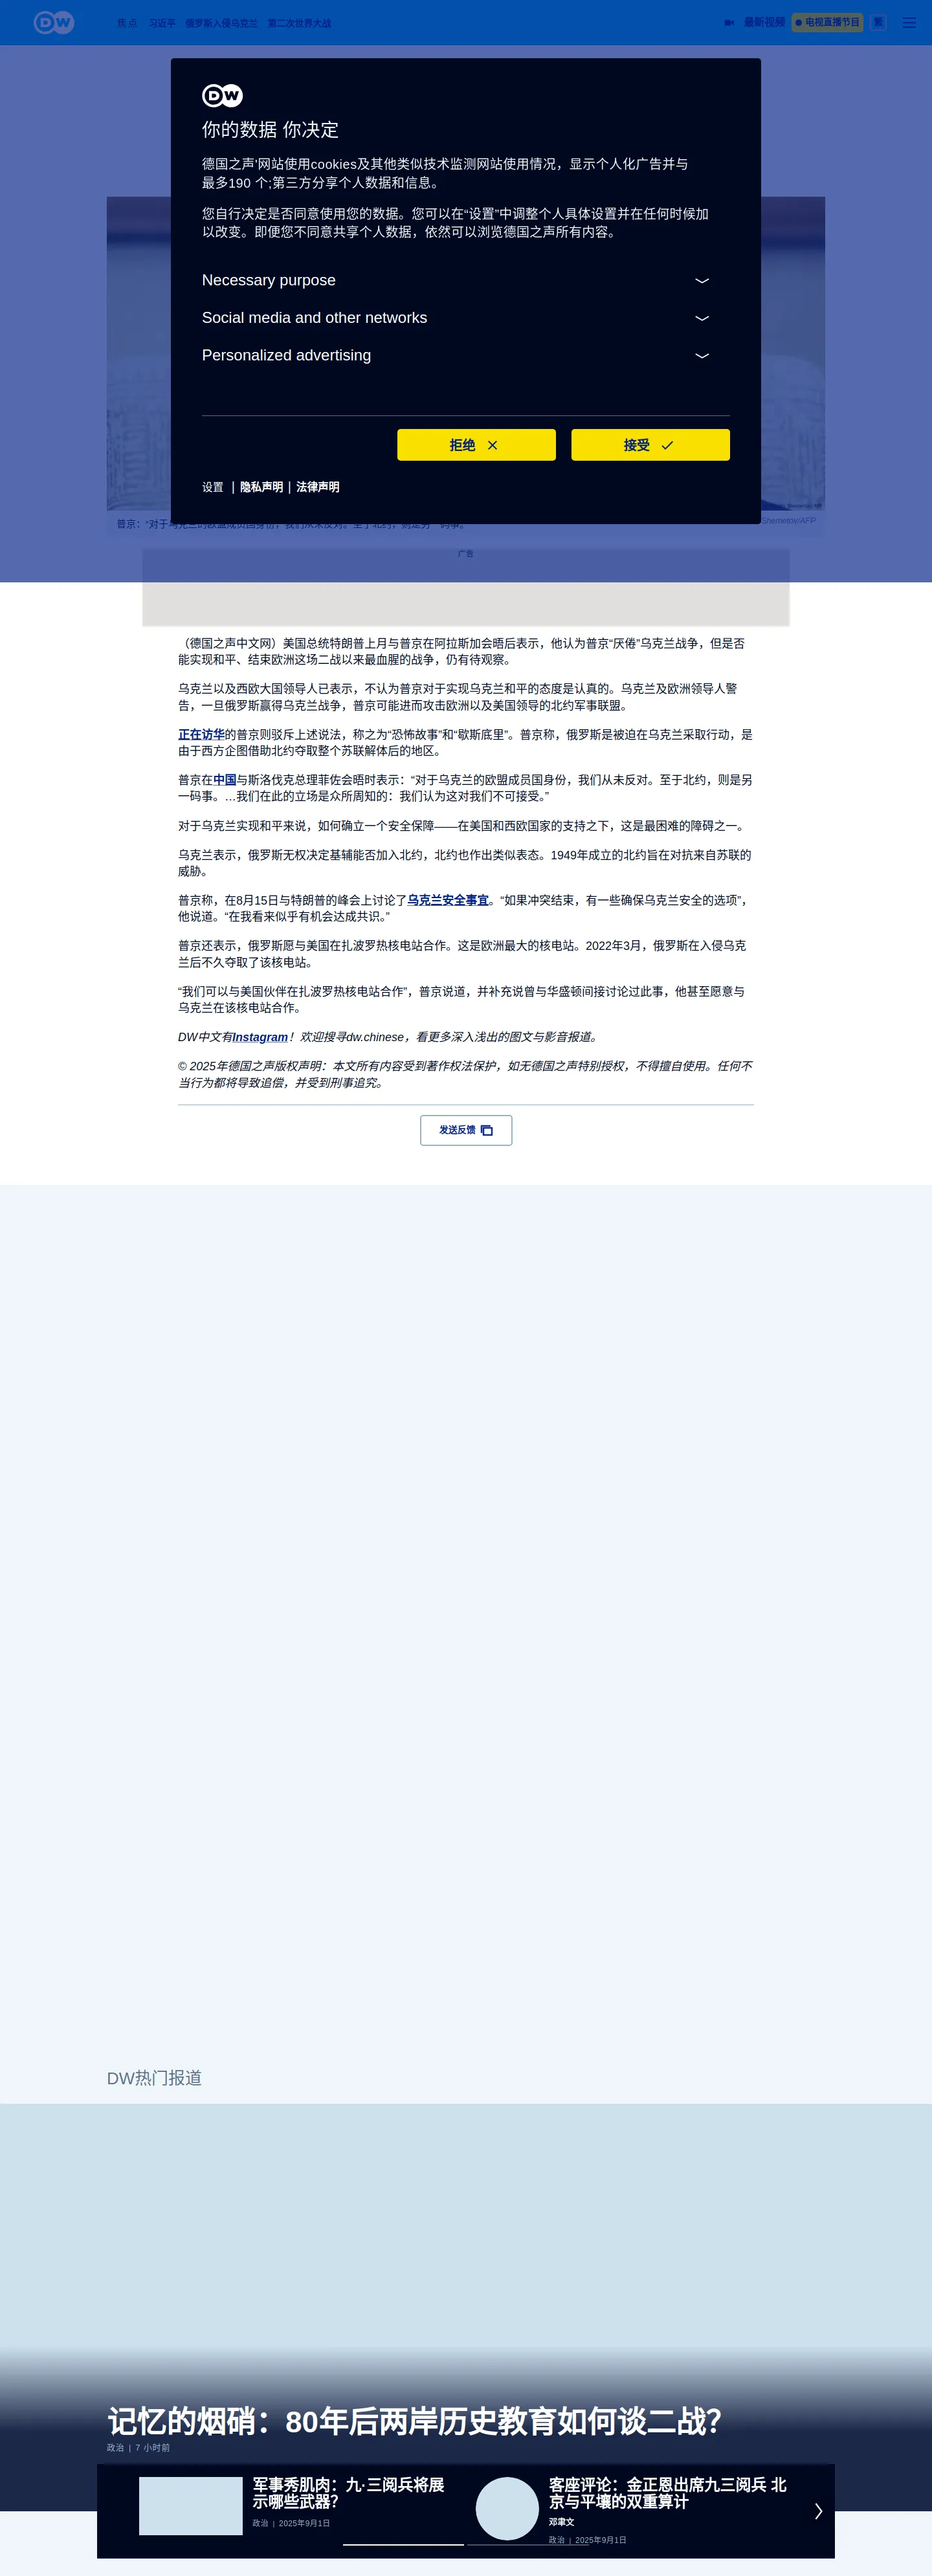 DW 焦点 习近平 俄罗斯入侵乌克兰 第二次世界大战 最新视频 电视直播节目 繁
DW
你的数据 你决定
德国之声'网站使用cookies及其他类似技术监测网站使用情况，显示个人化广告并与
最多190 个;第三方分享个人数据和信息。
您自行决定是否同意使用您的数据。您可以在“设置”中调整个人具体设置并在任何时候加
以改变。即便您不同意共享个人数据，依然可以浏览德国之声所有内容。
Necessary purpose
Social media and other networks
Personalized advertising
拒绝 接受
设置 | 隐私声明 | 法律声明
普京：“对于乌克兰的欧盟成员国身份，我们从未反对。至于北约，则是另一码事。” Shemetov/AFP
广告
（德国之声中文网）美国总统特朗普上月与普京在阿拉斯加会晤后表示，他认为普京“厌倦”乌克兰战争，但是否
能实现和平、结束欧洲这场二战以来最血腥的战争，仍有待观察。
乌克兰以及西欧大国领导人已表示，不认为普京对于实现乌克兰和平的态度是认真的。乌克兰及欧洲领导人警
告，一旦俄罗斯赢得乌克兰战争，普京可能进而攻击欧洲以及美国领导的北约军事联盟。
正在访华的普京则驳斥上述说法，称之为“恐怖故事”和“歇斯底里”。普京称，俄罗斯是被迫在乌克兰采取行动，是
由于西方企图借助北约夺取整个苏联解体后的地区。
普京在中国与斯洛伐克总理菲佐会晤时表示：“对于乌克兰的欧盟成员国身份，我们从未反对。至于北约，则是另
一码事。…我们在此的立场是众所周知的：我们认为这对我们不可接受。”
对于乌克兰实现和平来说，如何确立一个安全保障——在美国和西欧国家的支持之下，这是最困难的障碍之一。
乌克兰表示，俄罗斯无权决定基辅能否加入北约，北约也作出类似表态。1949年成立的北约旨在对抗来自苏联的
威胁。
普京称，在8月15日与特朗普的峰会上讨论了乌克兰安全事宜。“如果冲突结束，有一些确保乌克兰安全的选项”，
他说道。“在我看来似乎有机会达成共识。”
普京还表示，俄罗斯愿与美国在扎波罗热核电站合作。这是欧洲最大的核电站。2022年3月，俄罗斯在入侵乌克
兰后不久夺取了该核电站。
“我们可以与美国伙伴在扎波罗热核电站合作”，普京说道，并补充说曾与华盛顿间接讨论过此事，他甚至愿意与
乌克兰在该核电站合作。
DW中文有Instagram！欢迎搜寻dw.chinese，看更多深入浅出的图文与影音报道。
© 2025年德国之声版权声明：本文所有内容受到著作权法保护，如无德国之声特别授权，不得擅自使用。任何不
当行为都将导致追偿，并受到刑事追究。
发送反馈
DW热门报道
记忆的烟硝：80年后两岸历史教育如何谈二战？
政治 | 7 小时前
军事秀肌肉：九·三阅兵将展
示哪些武器？
政治 | 2025年9月1日
客座评论：金正恩出席九三阅兵 北
京与平壤的双重算计
邓聿文
政治 | 2025年9月1日